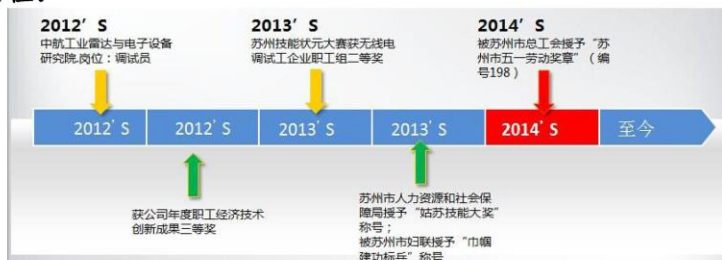 2012’S
中航工业雷达与电子设备
研究院.岗位：调试员
2013’S
苏州技能状元大赛获无线电
调试工企业职工组二等奖
2014’S
被苏州市总工会授予“苏
州市五一劳动奖章”（编
号198）
2012’S
2012’S
2013’S
2013’S
2014’S
至今
获公司年度职工经济技术
创新成果三等奖
苏州市人力资源和社会保
障局授予“姑苏技能大奖”
称号；
被苏州市妇联授予“巾帼
建功标兵”称号